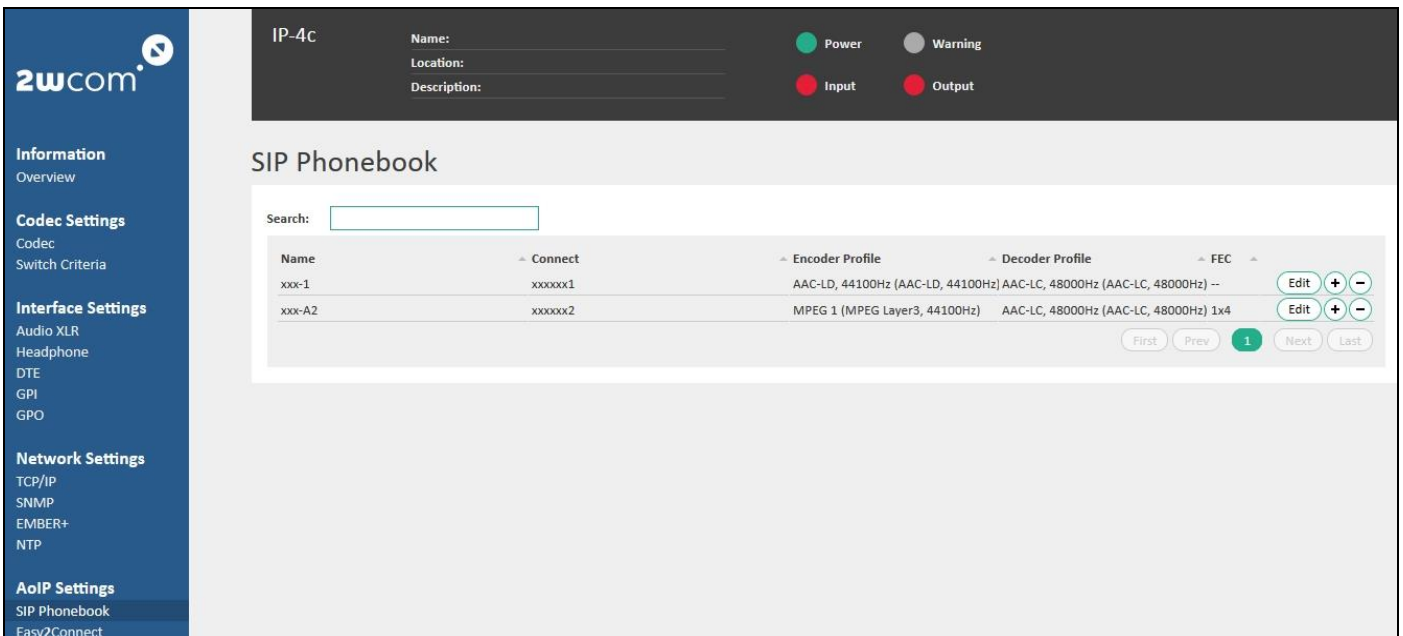 2wcom
Information
Overview
Codec Settings
Codec
Switch Criteria
Interface Settings
Audio XLR
Headphone
DTE
GPI
GPO
Network Settings
TCP/IP
SNMP
EMBER+
NTP
AoIP Settings
SIP Phonebook
Easy2Connect
IP-4c
Name:
Location:
Description:
Power Warning
Input Output
SIP Phonebook
Search:
Name Connect Encoder Profile Decoder Profile FEC
xxx-1 xxxxxx1 AAC-LD, 44100Hz (AAC-LD, 44100Hz) AAC-LC, 48000Hz (AAC-LC, 48000Hz) -- Edit + -
xxx-A2 xxxxxx2 MPEG 1 (MPEG Layer3, 44100Hz) AAC-LC, 48000Hz (AAC-LC, 48000Hz) 1x4 Edit + -
First Prev 1 Next Last